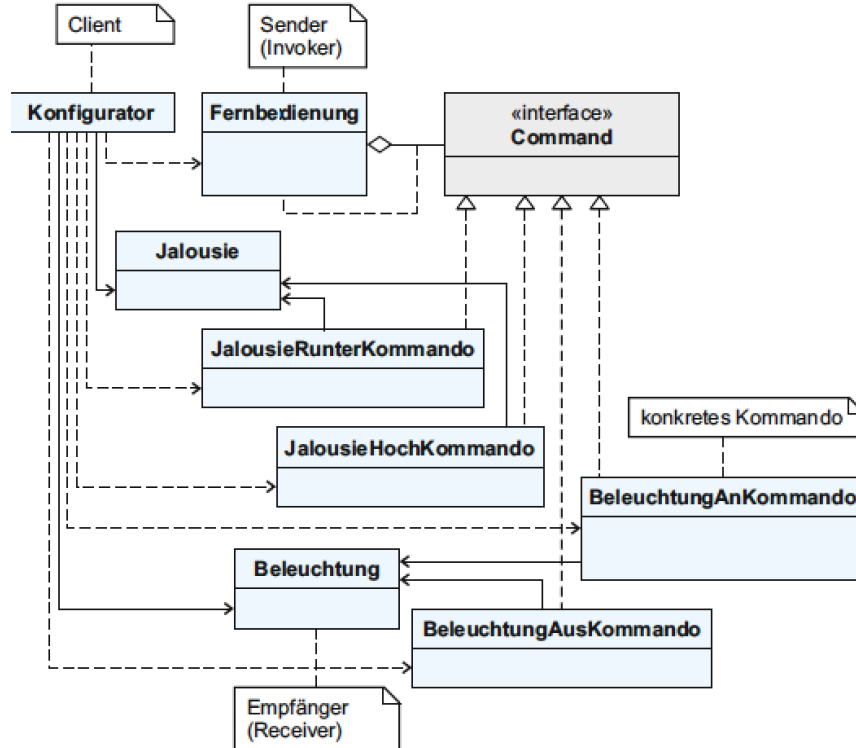 Client
Sender
(Invoker)
Konfigurator
Fernbedienung
«interface»
Command
Jalousie
JalousieRunterKommando
konkretes Kommando
JalousieHochKommando
BeleuchtungAnKommando
Beleuchtung
BeleuchtungAusKommando
Empfänger
(Receiver)